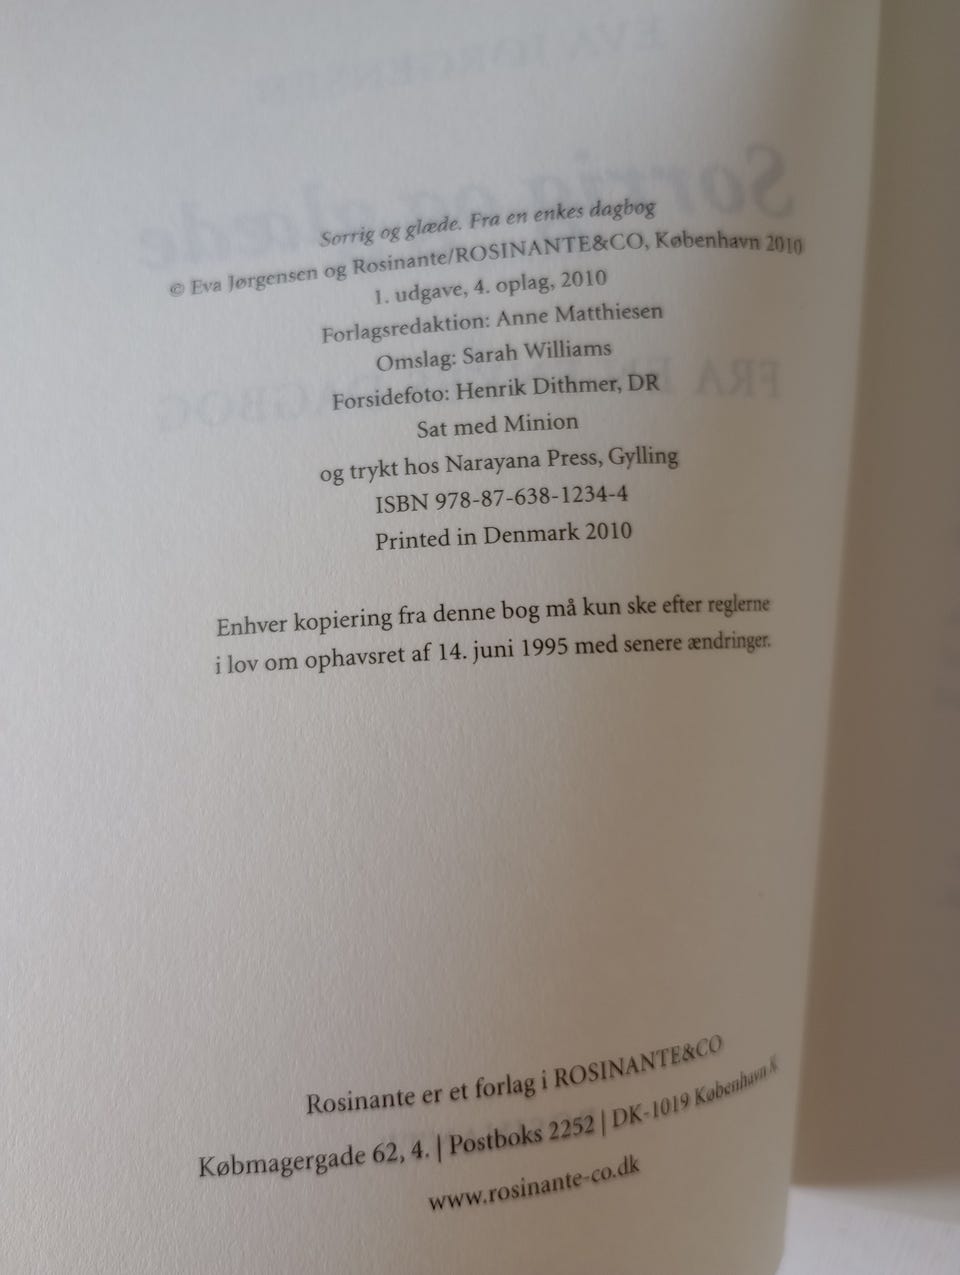 Sorrig og glæde. Fra en enkes dagbog
© Eva Jørgensen og Rosinante/ROSINANTE&CO, København 2010
1. udgave, 4. oplag, 2010
Forlagsredaktion: Anne Matthiesen
Omslag: Sarah Williams
Forsidefoto: Henrik Dithmer, DR
Sat med Minion
og trykt hos Narayana Press, Gylling
ISBN 978-87-638-1234-4
Printed in Denmark 2010
Enhver kopiering fra denne bog må kun ske efter reglerne
i lov om ophavsret af 14. juni 1995 med senere ændringer.
Rosinante er et forlag i ROSINANTE&CO
Købmagergade 62, 4. | Postboks 2252 | DK-1019 København K
www.rosinante-co.dk